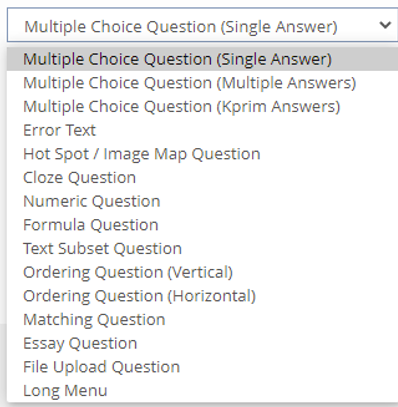 Multiple Choice Question (Single Answer)
Multiple Choice Question (Single Answer)
Multiple Choice Question (Multiple Answers)
Multiple Choice Question (Kprim Answers)
Error Text
Hot Spot / Image Map Question
Cloze Question
Numeric Question
Formula Question
Text Subset Question
Ordering Question (Vertical)
Ordering Question (Horizontal)
Matching Question
Essay Question
File Upload Question
Long Menu